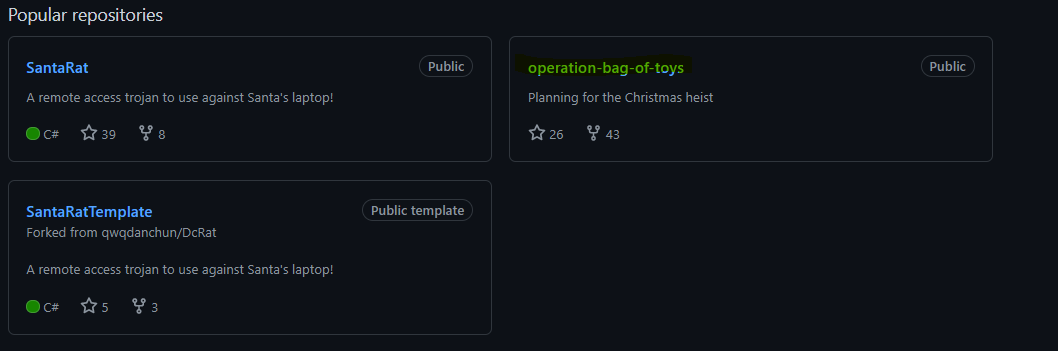 Popular repositories
SantaRat
Public
A remote access trojan to use against Santa's laptop!
C# 39 8
operation-bag-of-toys
Public
Planning for the Christmas heist
26 43
SantaRatTemplate
Public template
Forked from qwqdanchun/DcRat
A remote access trojan to use against Santa's laptop!
C# 5 3